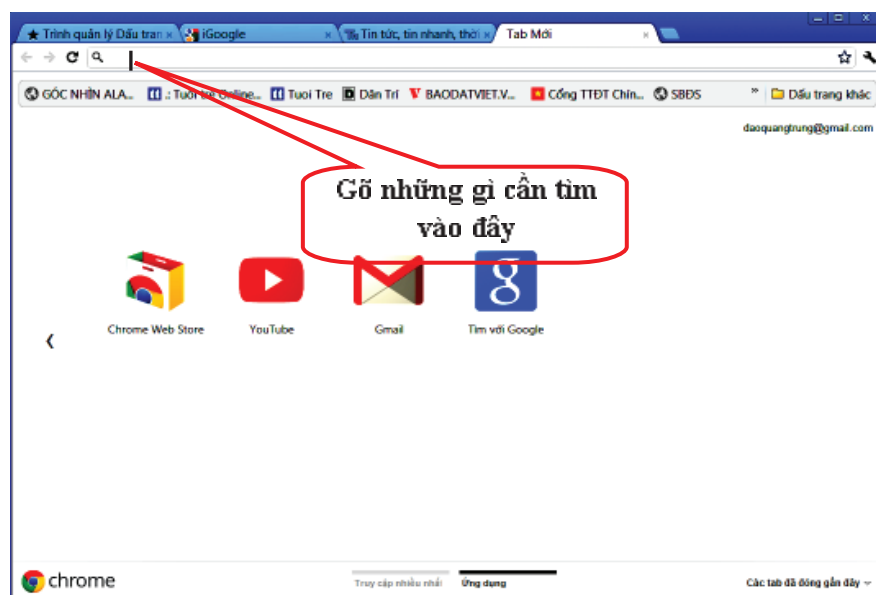 Trình quản lý Dấu tran iGoogle Tin tức, tin nhanh, thời Tab Mới
GÓC NHÌN ALA... .: Tuổi trẻ Online... Tuoi Tre Dân Trí BAODATVIET.V... Cổng TTĐT Chín... SBĐS » Dấu trang khác
daoquangtrung@gmail.com
Gõ những gì cần tìm
vào đây
Chrome Web Store YouTube Gmail Tìm với Google
chrome Truy cập nhiều nhất Ứng dụng Các tab đã đóng gần đây